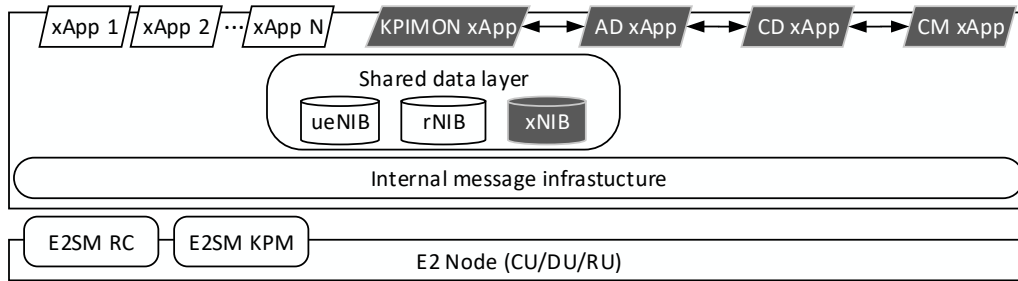 xApp 1 xApp 2 ... xApp N KPIMON xApp AD xApp CD xApp CM xApp
Shared data layer
ueNIB rNIB xNIB
Internal message infrastucture
E2SM RC E2SM KPM
E2 Node (CU/DU/RU)